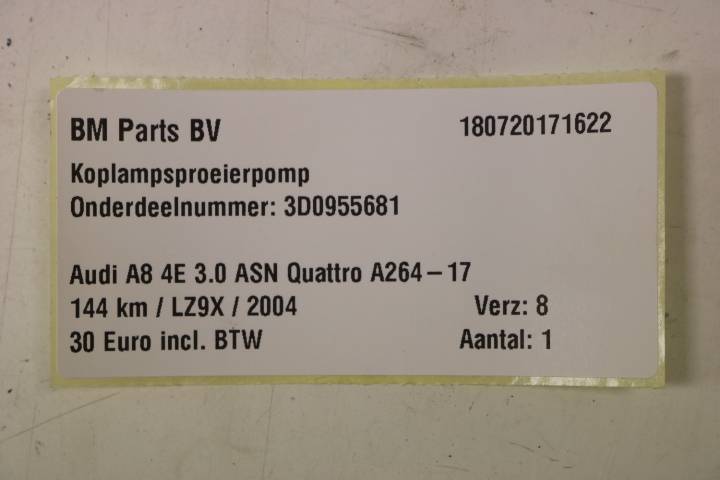 BM Parts BV 180720171622
Koplampsproeierpomp
Onderdeelnummer: 3D0955681
Audi A8 4E 3.0 ASN Quattro A264 – 17
144 km / LZ9X / 2004 Verz: 8
30 Euro incl. BTW Aantal: 1